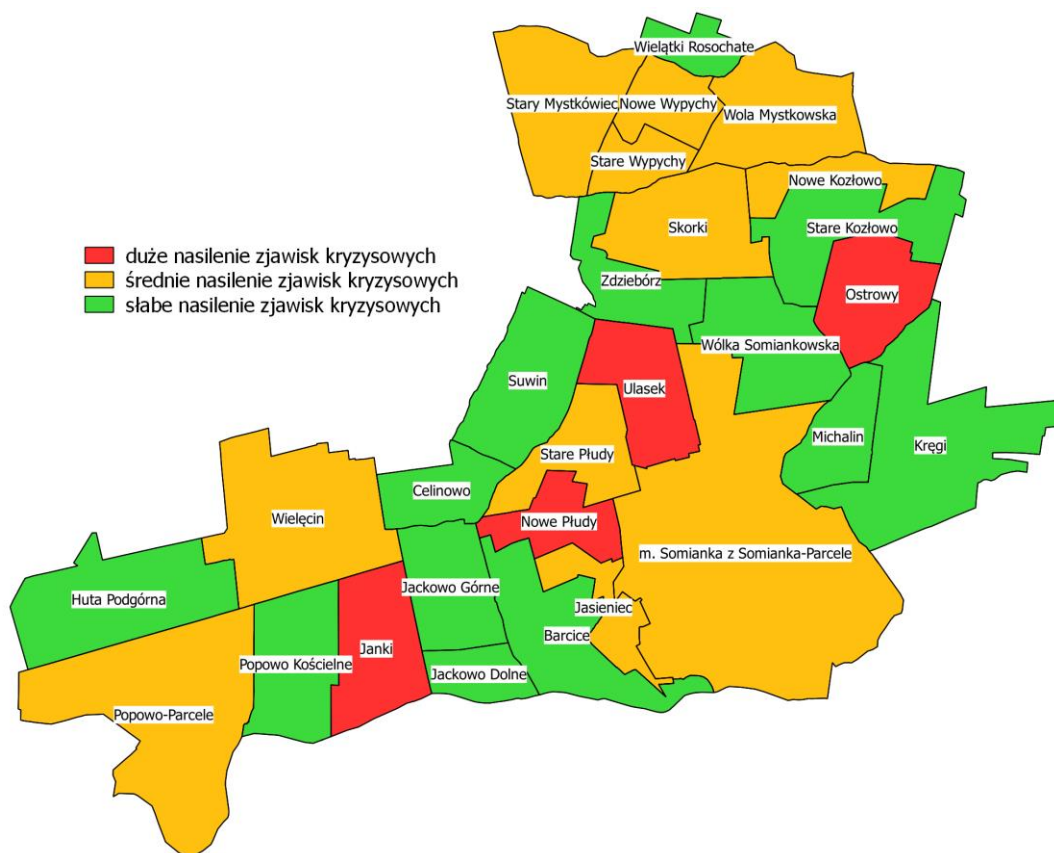 Wielątki Rosochate
Stary Mystkówiec
Nowe Wypychy
Wola Mystkowska
Stare Wypychy
Nowe Kozłowo
Skorki
Stare Kozłowo
duże nasilenie zjawisk kryzysowych
średnie nasilenie zjawisk kryzysowych
słabe nasilenie zjawisk kryzysowych
Zdziebórz
Ostrowy
Wólka Somiankowska
Suwin
Ulasek
Michalin
Kręgi
Stare Płudy
Celinowo
Wielęcin
Nowe Płudy
m. Somianka z Somianka-Parcele
Huta Podgórna
Jackowo Górne
Jasieniec
Barcice
Janki
Popowo Kościelne
Jackowo Dolne
Popowo-Parcele